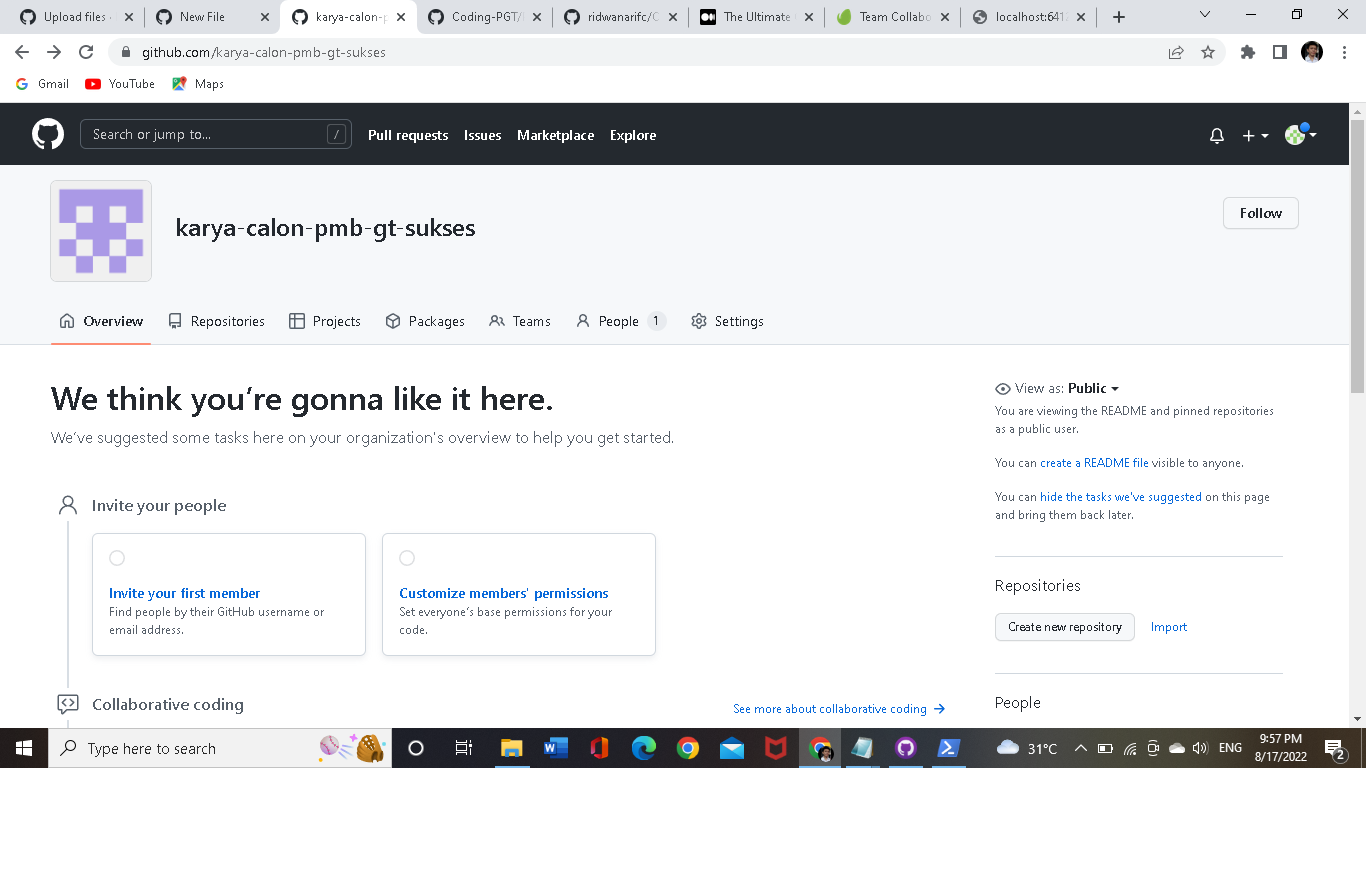 Upload files
New File
karya-calon-p
Coding-PGT/
ridwanarifc/C
The Ultimate
Team Collabo
localhost:641
github.com/karya-calon-pmb-gt-sukses
Gmail
YouTube
Maps
Search or jump to...
/
Pull requests
Issues
Marketplace
Explore
karya-calon-pmb-gt-sukses
Follow
Overview
Repositories
Projects
Packages
Teams
People 1
Settings
We think you’re gonna like it here.
We’ve suggested some tasks here on your organization’s overview to help you get started.
Invite your people
Invite your first member
Find people by their GitHub username or
email address.
Customize members’ permissions
Set everyone’s base permissions for your
code.
Collaborative coding
See more about collaborative coding
View as: Public
You are viewing the README and pinned repositories
as a public user.
You can create a README file visible to anyone.
You can hide the tasks we've suggested on this page
and bring them back later.
Repositories
Create new repository
Import
People
Type here to search
31°C
ENG
9:57 PM
8/17/2022
2